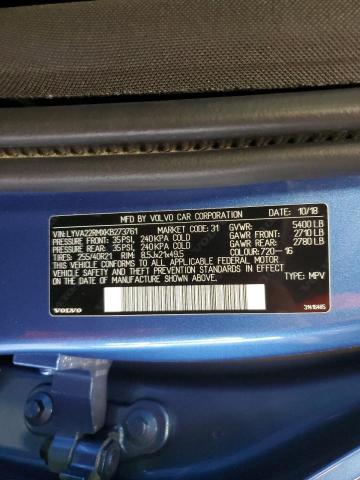 MFD. BY VOLVO CAR CORPORATION 10/18
VIN:LYVA22RMXKB273761 MARKET CODE: 31 GVWR: 5400 LB
PRESSURE FRONT: 35PSI, 240KPA COLD GAWR FRONT: 2710 LB
PRESSURE REAR: 35PSI, 240KPA COLD GAWR REAR: 2780 LB
TIRES: 255/40R21 RIM: 8.5Jx21x49.5 COLOUR:720-16
THIS VEHICLE CONFORMS TO ALL APPLICABLE FEDERAL MOTOR
VEHICLE SAFETY AND THEFT PREVENTION STANDARDS IN EFFECT
ON THE DATE OF MANUFACTURE SHOWN ABOVE. TYPE: MPV
VOLVO 31418485